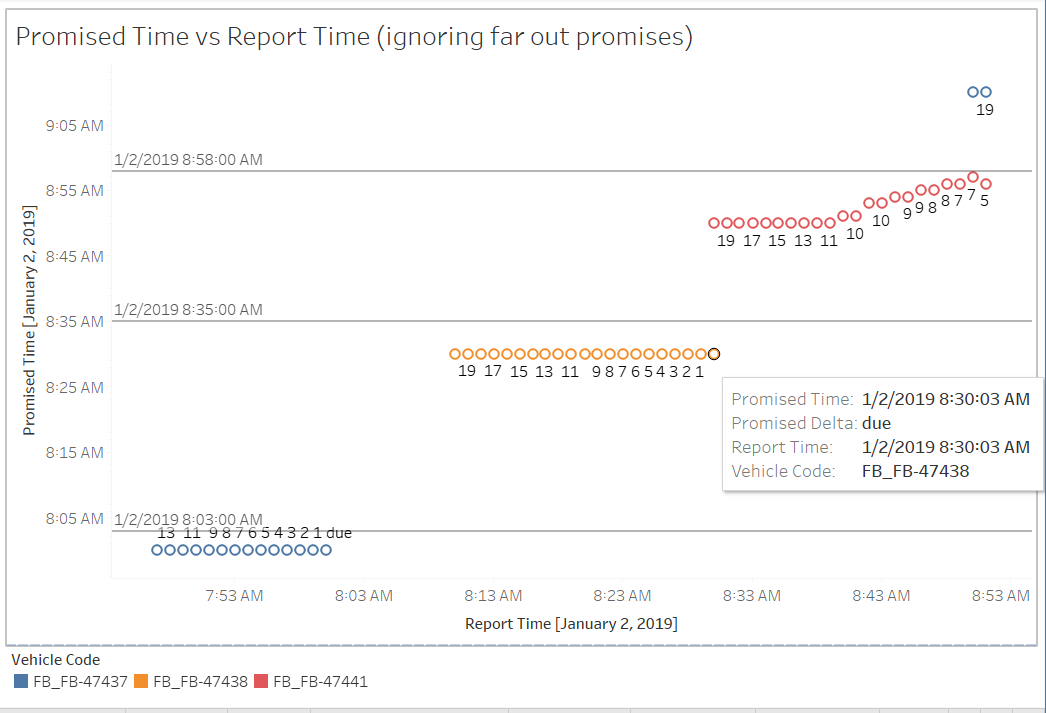 Promised Time vs Report Time (ignoring far out promises)
19
9:05 AM
1/2/2019 8:58:00 AM
8:55 AM
19 17 15 13 11 10 10 9 9 8 8 7 7 5
8:45 AM
1/2/2019 8:35:00 AM
8:35 AM
19 17 15 13 11 9 8 7 6 5 4 3 2 1
8:25 AM
8:15 AM
8:05 AM
1/2/2019 8:03:00 AM
13 11 9 8 7 6 5 4 3 2 1 due
Promised Time [January 2, 2019]
Promised Time: 1/2/2019 8:30:03 AM
Promised Delta: due
Report Time: 1/2/2019 8:30:03 AM
Vehicle Code: FB_FB-47438
7:53 AM 8:03 AM 8:13 AM 8:23 AM 8:33 AM 8:43 AM 8:53 AM
Report Time [January 2, 2019]
Vehicle Code
FB_FB-47437 FB_FB-47438 FB_FB-47441